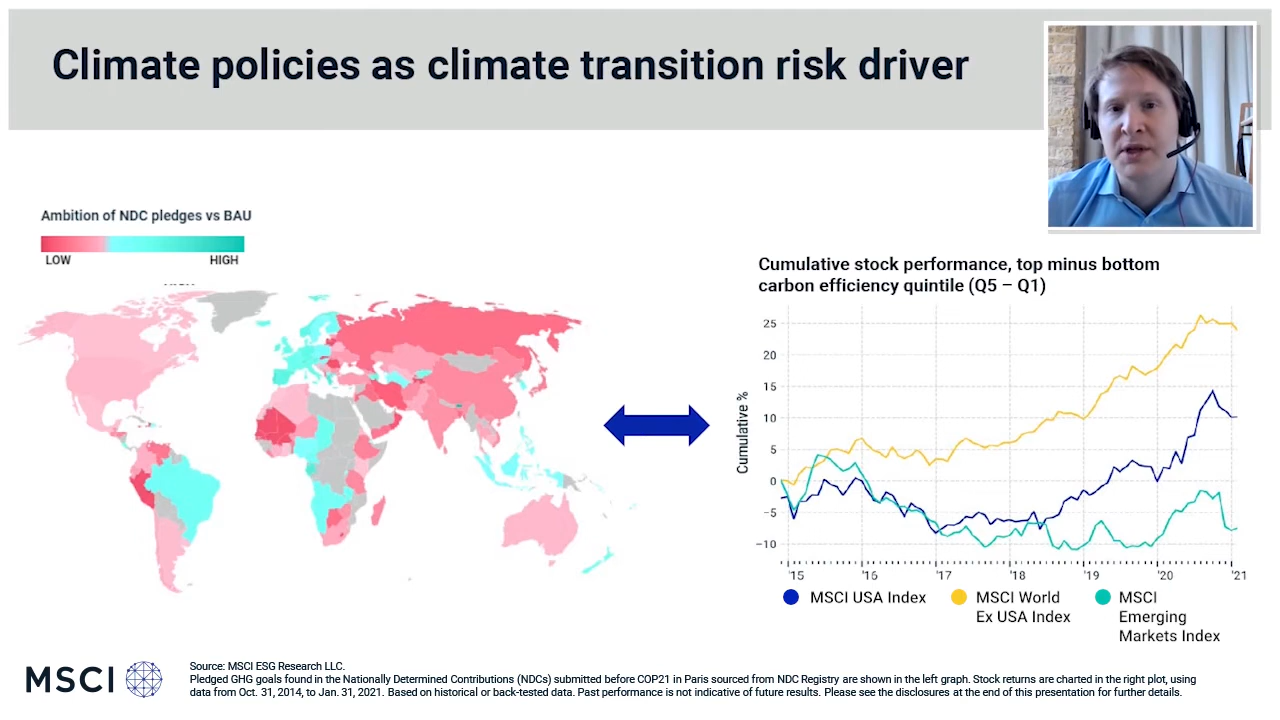 Climate policies as climate transition risk driver
Ambition of NDC pledges vs BAU
LOW
HIGH
Cumulative stock performance, top minus bottom
carbon efficiency quintile (Q5 – Q1)
Cumulative %
25
20
15
10
5
0
−5
−10
'15
'16
'17
'18
'19
'20
'21
MSCI USA Index
MSCI World
Ex USA Index
MSCI
Emerging
Markets Index
MSCI
Source: MSCI ESG Research LLC.
Pledged GHG goals found in the Nationally Determined Contributions (NDCs) submitted before COP21 in Paris sourced from NDC Registry are shown in the left graph. Stock returns are charted in the right plot, using
data from Oct. 31, 2014, to Jan. 31, 2021. Based on historical or back-tested data. Past performance is not indicative of future results. Please see the disclosures at the end of this presentation for further details.